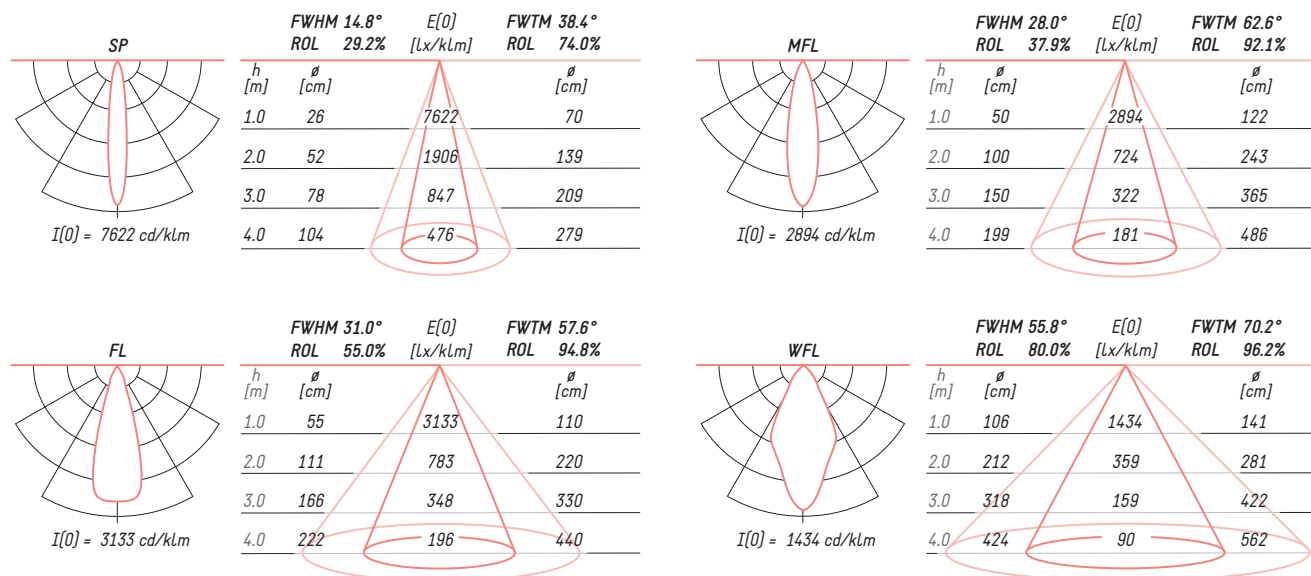 SP
I(0) = 7622 cd/klm
FWHM 14.8° E(0) FWTM 38.4°
ROL 29.2% [lx/klm] ROL 74.0%
h ø ø
[m] [cm] [cm]
1.0 26 7622 70
2.0 52 1906 139
3.0 78 847 209
4.0 104 476 279
MFL
I(0) = 2894 cd/klm
FWHM 28.0° E(0) FWTM 62.6°
ROL 37.9% [lx/klm] ROL 92.1%
h ø ø
[m] [cm] [cm]
1.0 50 2894 122
2.0 100 724 243
3.0 150 322 365
4.0 199 181 486
FL
I(0) = 3133 cd/klm
FWHM 31.0° E(0) FWTM 57.6°
ROL 55.0% [lx/klm] ROL 94.8%
h ø ø
[m] [cm] [cm]
1.0 55 3133 110
2.0 111 783 220
3.0 166 348 330
4.0 222 196 440
WFL
I(0) = 1434 cd/klm
FWHM 55.8° E(0) FWTM 70.2°
ROL 80.0% [lx/klm] ROL 96.2%
h ø ø
[m] [cm] [cm]
1.0 106 1434 141
2.0 212 359 281
3.0 318 159 422
4.0 424 90 562